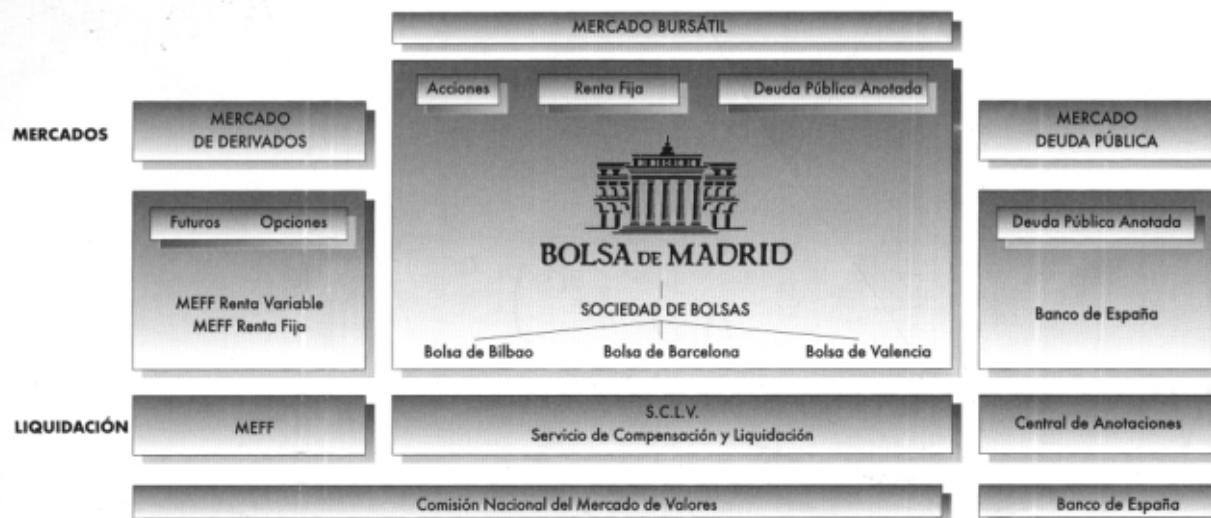 MERCADO BURSÁTIL
Acciones
Renta Fija
Deuda Pública Anotada
MERCADOS
MERCADO
DE DERIVADOS
MERCADO
DEUDA PÚBLICA
Futuros
Opciones
Deuda Pública Anotada
BOLSA DE MADRID
MEFF Renta Variable
MEFF Renta Fija
SOCIEDAD DE BOLSAS
Banco de España
Bolsa de Bilbao
Bolsa de Barcelona
Bolsa de Valencia
LIQUIDACIÓN
MEFF
S.C.L.V.
Servicio de Compensación y Liquidación
Central de Anotaciones
Comisión Nacional del Mercado de Valores
Banco de España